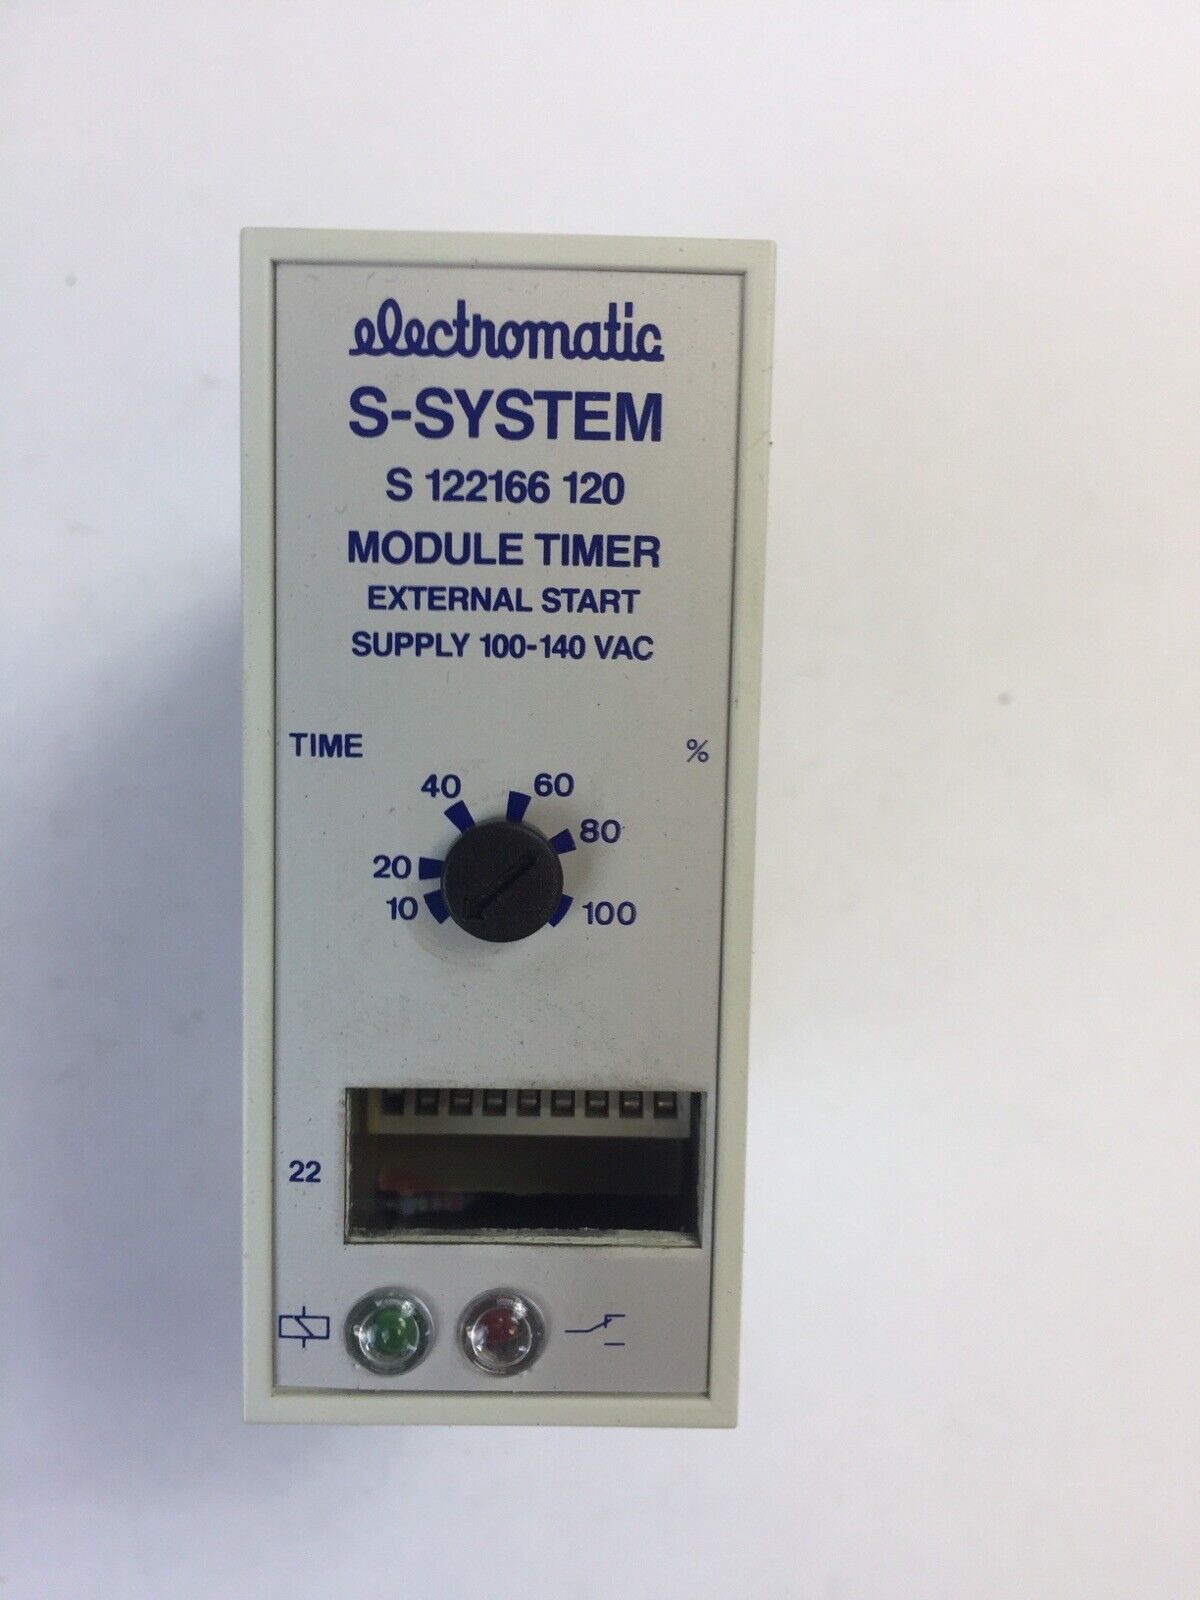 electromatic
S-SYSTEM
S 122166 120
MODULE TIMER
EXTERNAL START
SUPPLY 100-140 VAC
TIME %
40 60
20 80
10 100
22